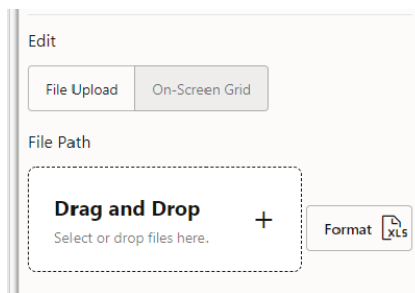 Edit
File Upload On-Screen Grid
File Path
Drag and Drop
Select or drop files here.
+
Format XLS